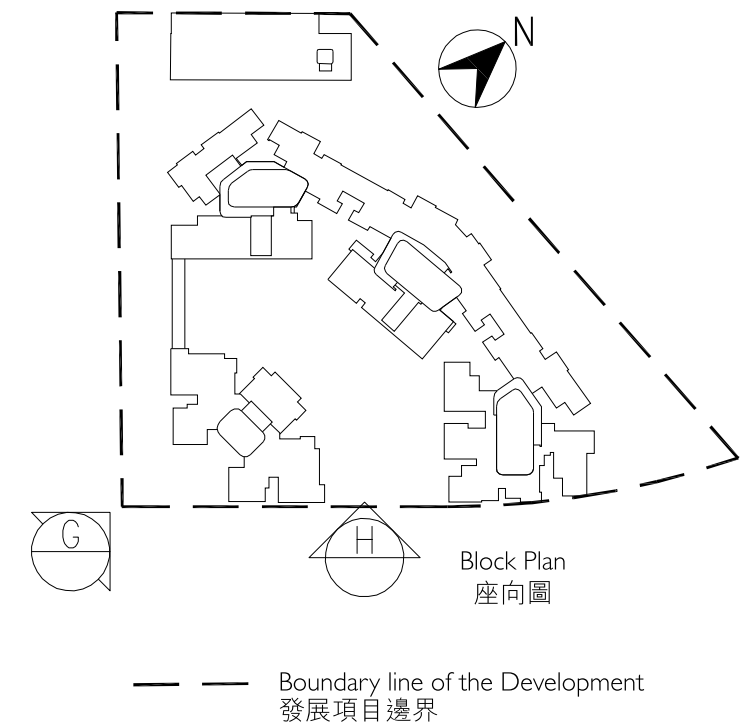 N
G
H
Block Plan
座向圖
Boundary line of the Development
發展項目邊界